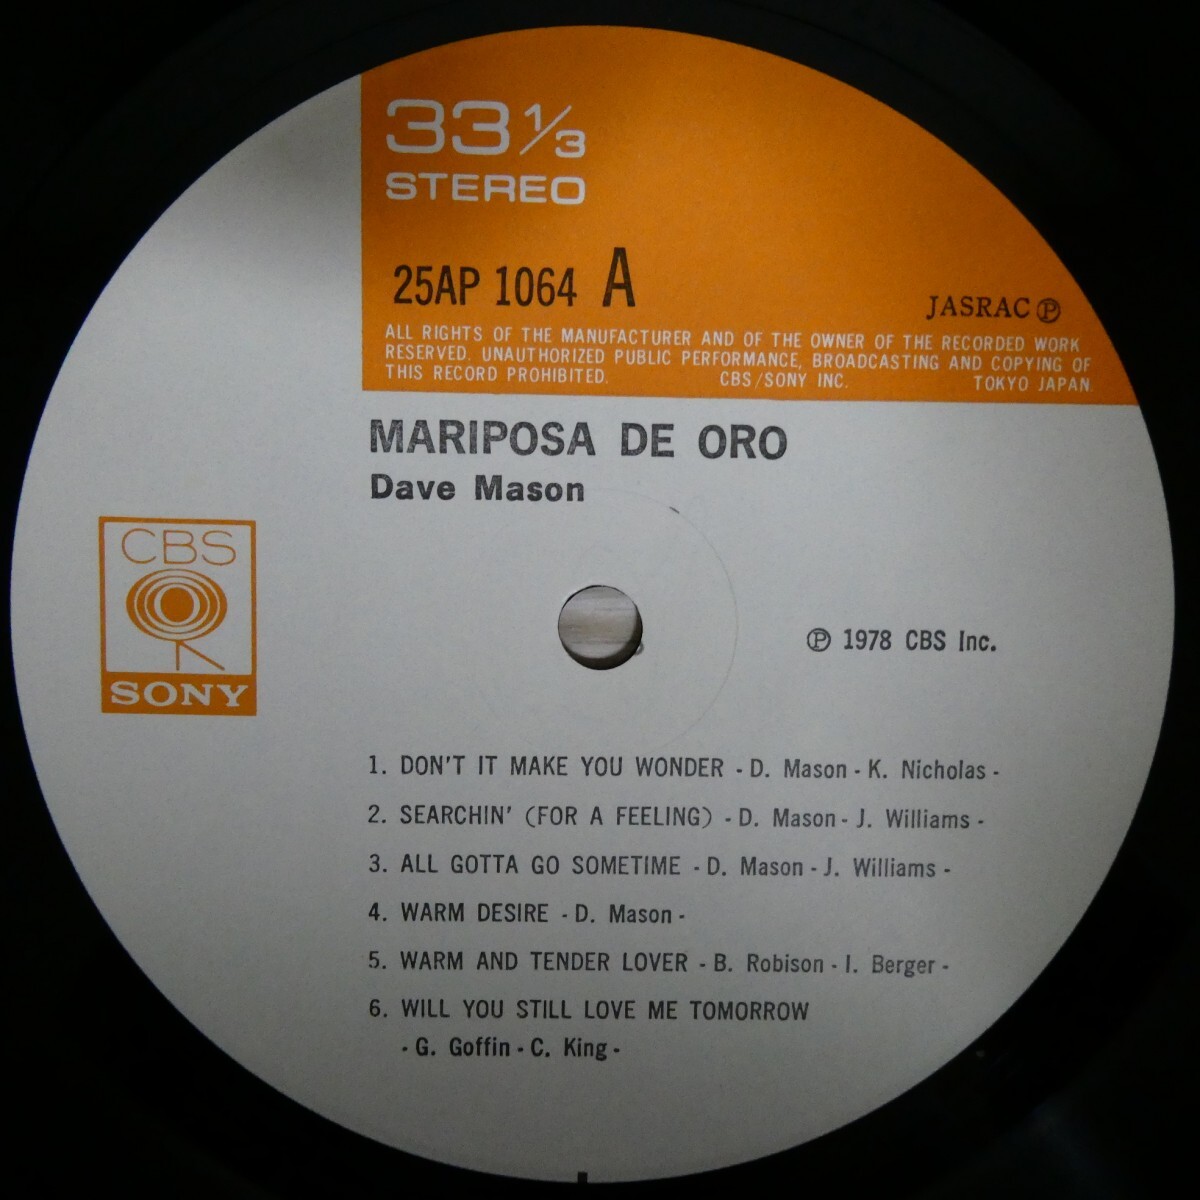 33 1/3
STEREO
25AP 1064 A
JASRAC Ⓟ
ALL RIGHTS OF THE MANUFACTURER AND OF THE OWNER OF THE RECORDED WORK
RESERVED. UNAUTHORIZED PUBLIC PERFORMANCE, BROADCASTING AND COPYING OF
THIS RECORD PROHIBITED. CBS/SONY INC. TOKYO JAPAN.
MARIPOSA DE ORO
Dave Mason
CBS
SONY
Ⓟ 1978 CBS Inc.
1. DON'T IT MAKE YOU WONDER - D. Mason - K. Nicholas -
2. SEARCHIN' (FOR A FEELING) - D. Mason - J. Williams -
3. ALL GOTTA GO SOMETIME - D. Mason - J. Williams -
4. WARM DESIRE - D. Mason -
5. WARM AND TENDER LOVER - B. Robison - I. Berger -
6. WILL YOU STILL LOVE ME TOMORROW
- G. Goffin - C. King -